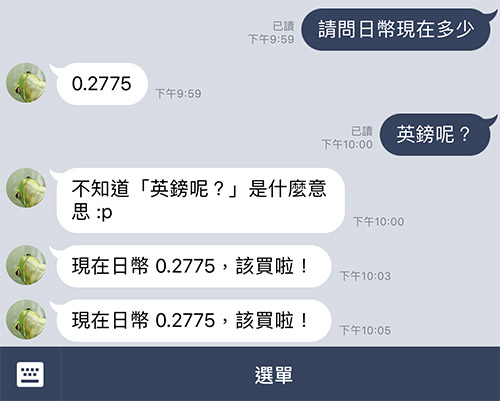 請問日幣現在多少
已讀
下午9:59
0.2775
下午9:59
英鎊呢？
已讀
下午10:00
不知道「英鎊呢？」是什麼意
思 :p
下午10:00
現在日幣 0.2775，該買啦！
下午10:03
現在日幣 0.2775，該買啦！
下午10:05
選單